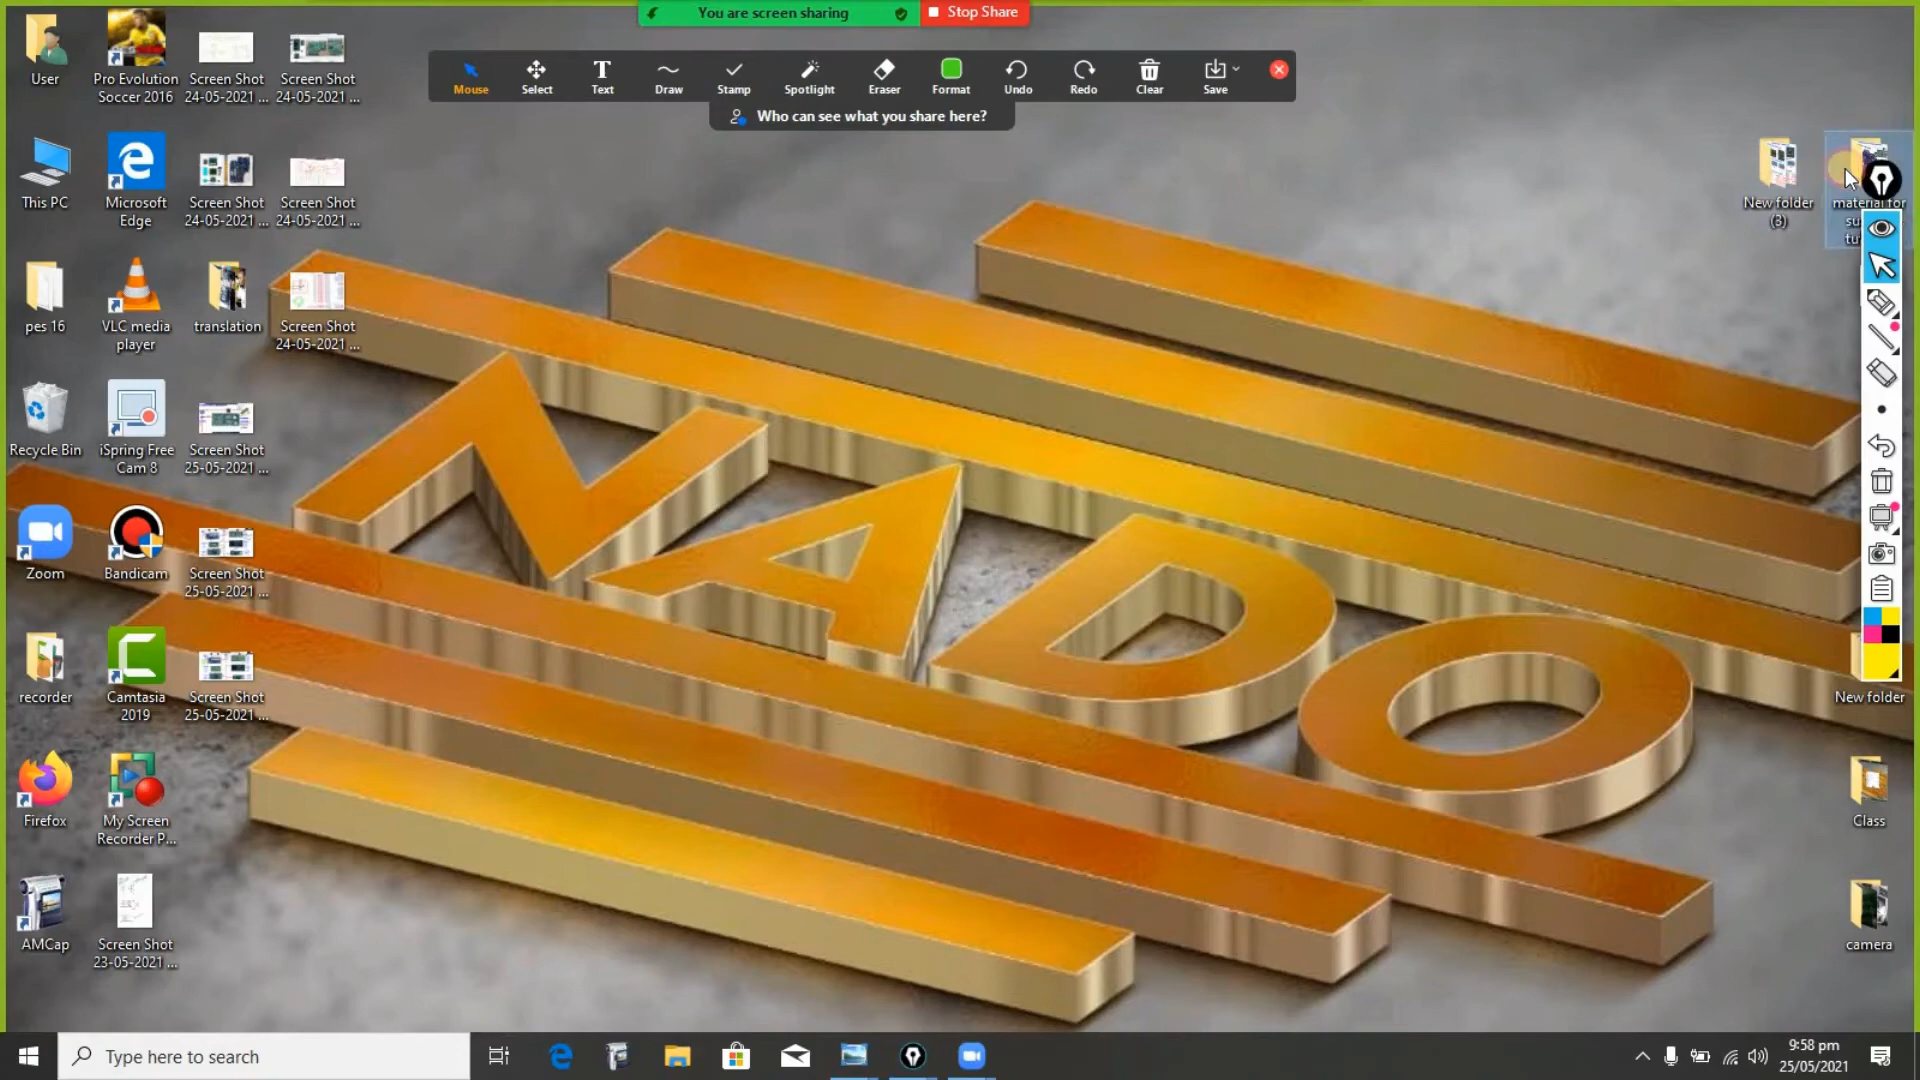 You are screen sharing
Stop Share
Mouse
Select
Text
Draw
Stamp
Spotlight
Eraser
Format
Undo
Redo
Clear
Save
Who can see what you share here?
User
Pro Evolution
Soccer 2016
Screen Shot
24-05-2021 ...
Screen Shot
24-05-2021 ...
This PC
Microsoft
Edge
Screen Shot
24-05-2021 ...
Screen Shot
24-05-2021 ...
New folder
(3)
material for
pes 16
VLC media
player
translation
Screen Shot
24-05-2021 ...
Recycle Bin
iSpring Free
Cam 8
Screen Shot
25-05-2021 ...
Zoom
Bandicam
Screen Shot
25-05-2021 ...
recorder
Camtasia
2019
Screen Shot
25-05-2021 ...
New folder
Firefox
My Screen
Recorder P...
Class
AMCap
Screen Shot
23-05-2021 ...
camera
NADO
Type here to search
9:58 pm
25/05/2021